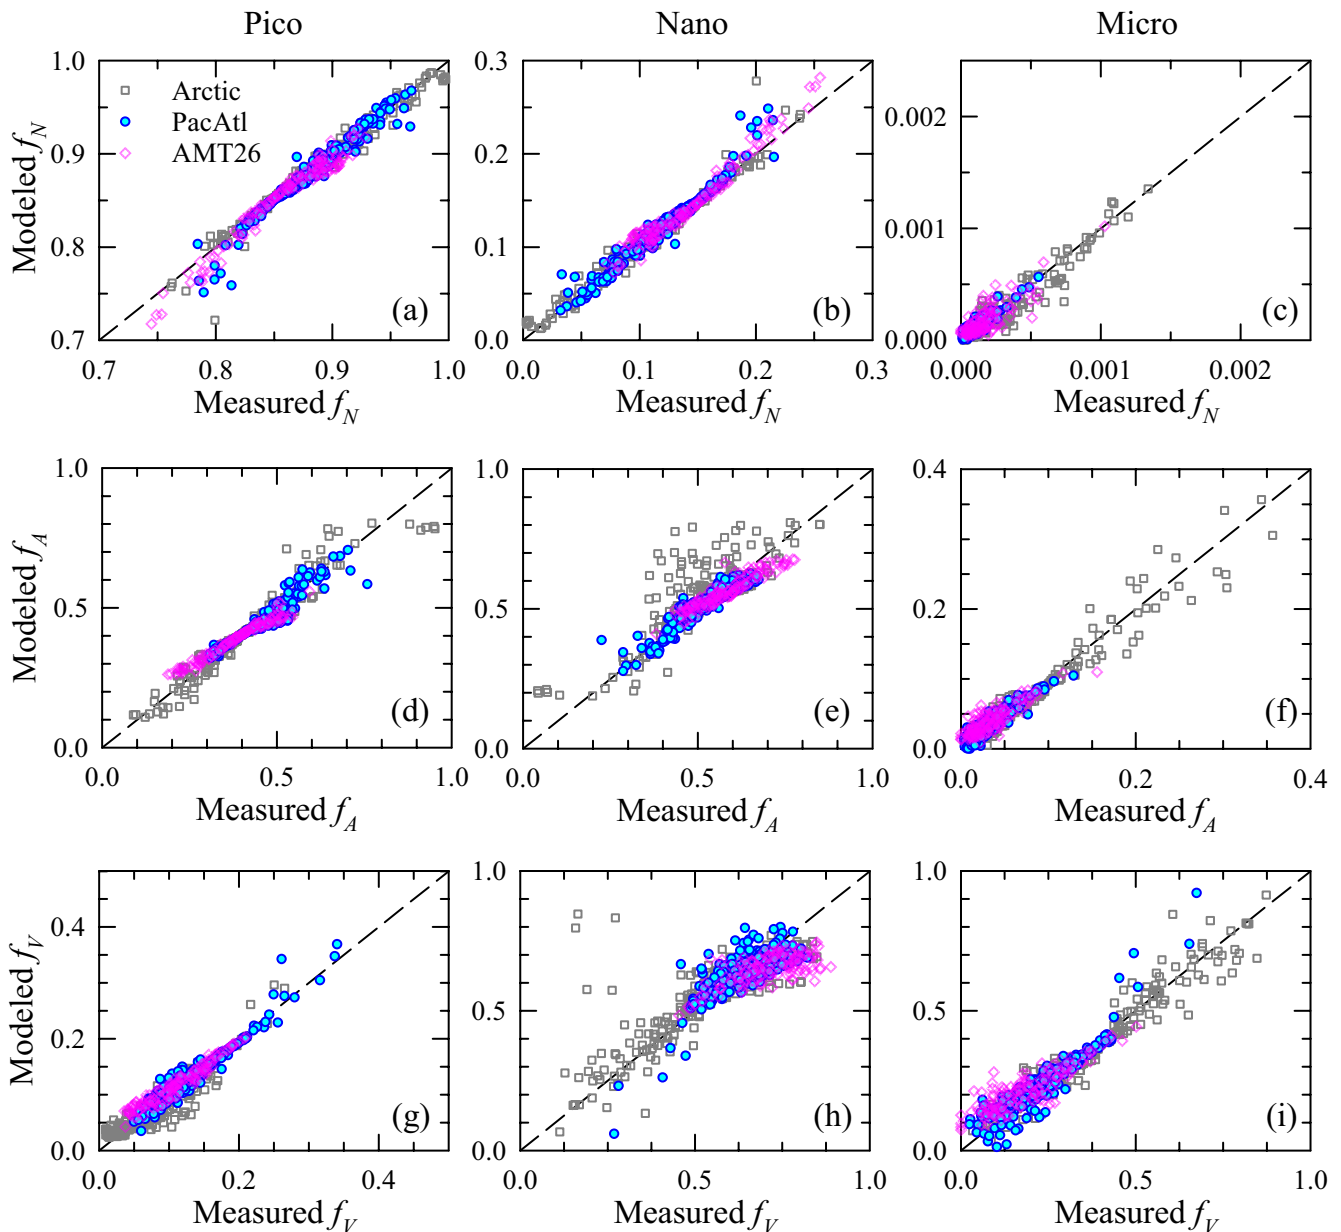 Pico Nano Micro
1.0 0.3
Arctic
PacAtl
AMT26
0.002
0.9 0.2
0.001
0.8 0.1
Modeled f_N
(a) (b) (c)
0.7 0.0 0.000
0.7 0.8 0.9 1.0 0.0 0.1 0.2 0.3 0.000 0.001 0.002
Measured f_N Measured f_N Measured f_N
1.0 1.0 0.4
0.5 0.5 0.2
Modeled f_A
(d) (e) (f)
0.0 0.0 0.0
0.0 0.5 1.0 0.0 0.5 1.0 0.0 0.2 0.4
Measured f_A Measured f_A Measured f_A
1.0 1.0
0.4
0.5 0.5
0.2
Modeled f_V
(g) (h) (i)
0.0 0.0 0.0
0.0 0.2 0.4 0.0 0.5 1.0 0.0 0.5 1.0
Measured f_V Measured f_V Measured f_V